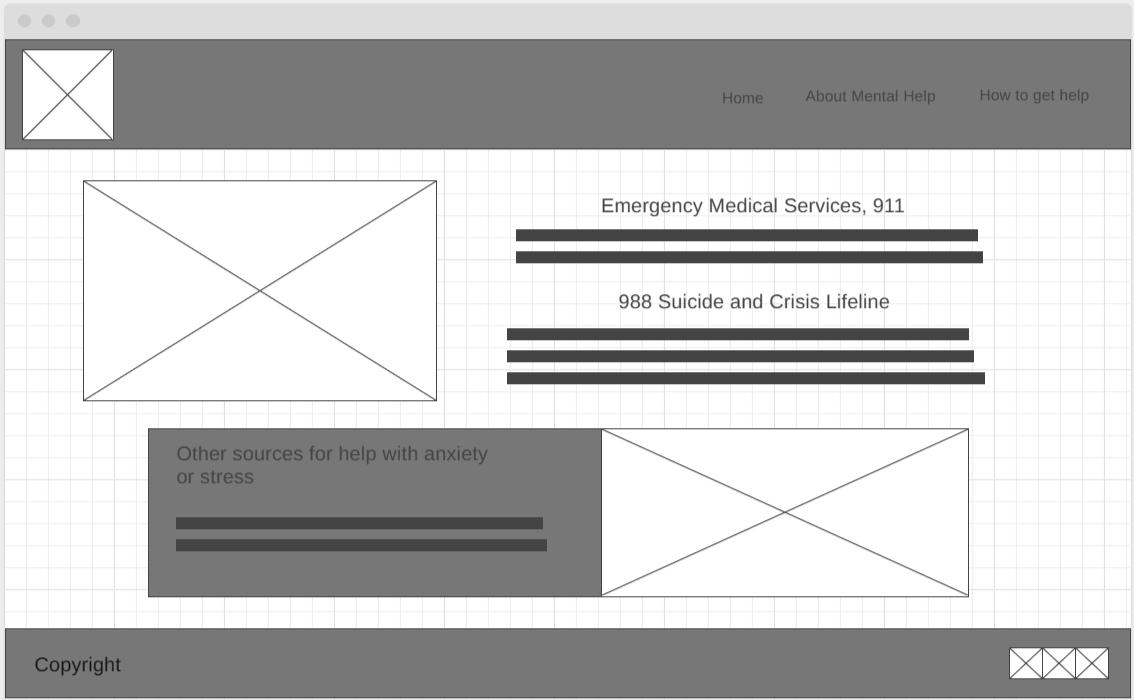 Home
About Mental Help
How to get help
Emergency Medical Services, 911
988 Suicide and Crisis Lifeline
Other sources for help with anxiety
or stress
Copyright